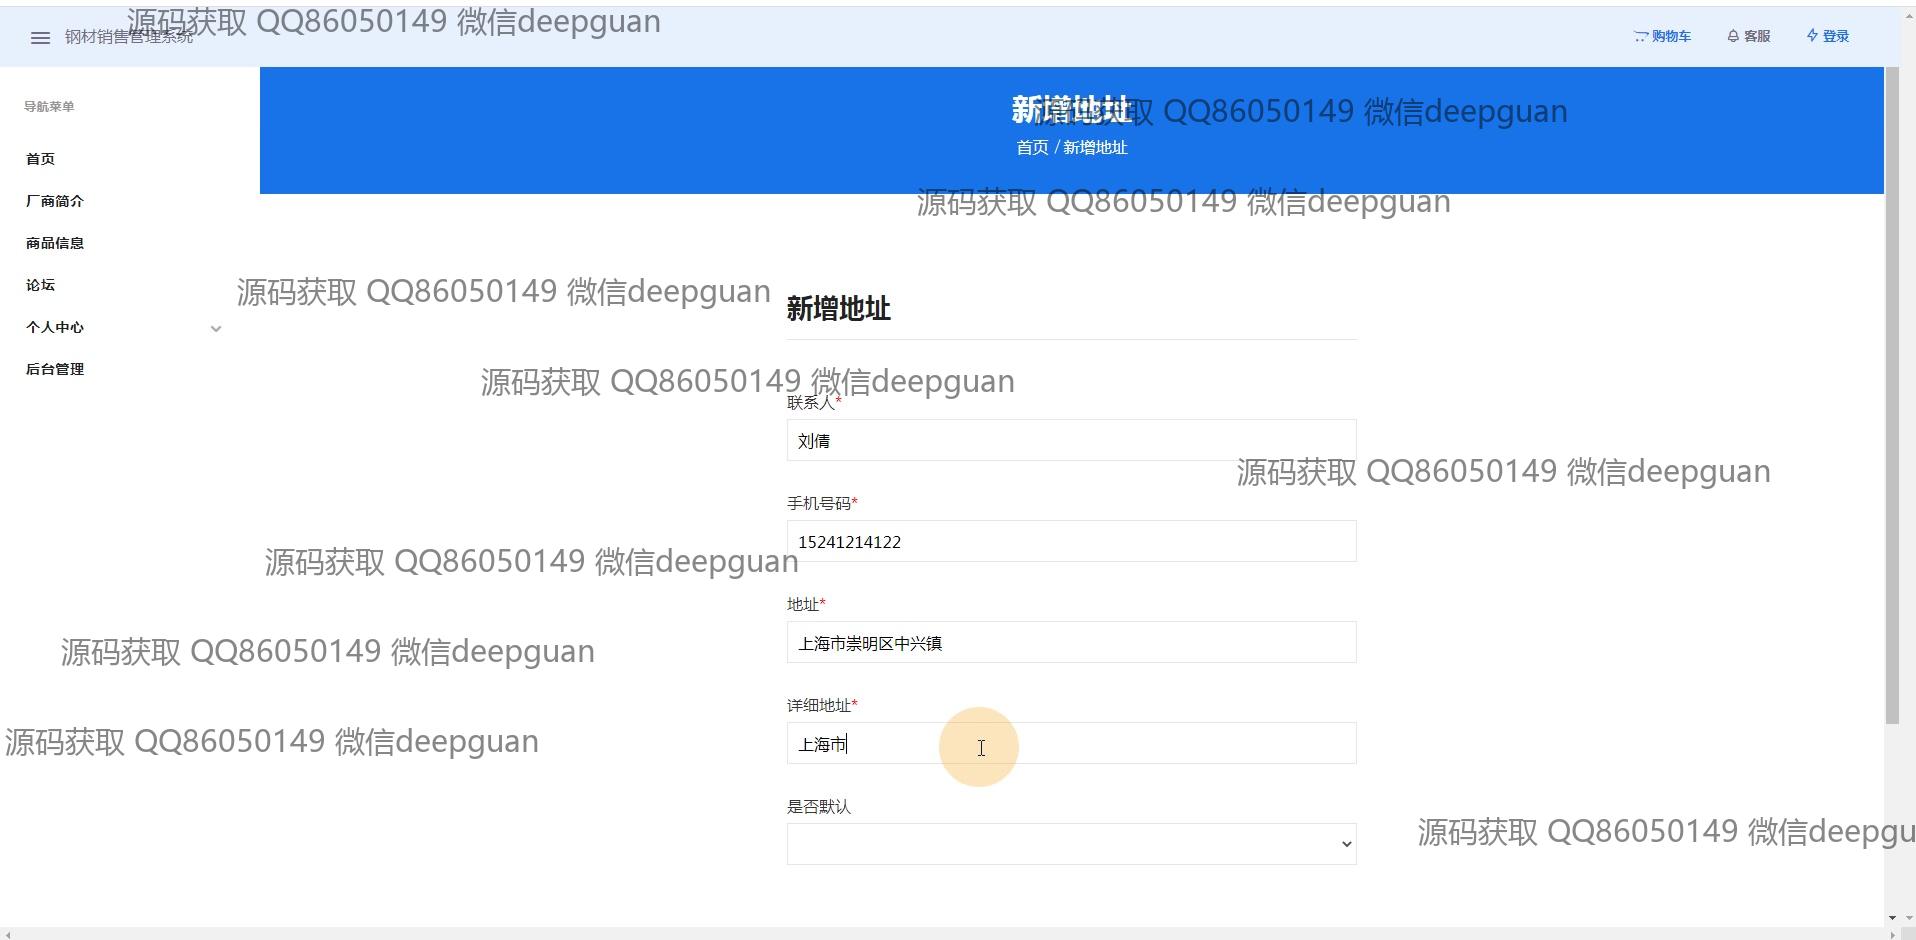 源码获取 QQ86050149 微信deepguan
钢材销售管理系统
购物车
客服
登录
导航菜单
首页
厂商简介
商品信息
论坛
个人中心
后台管理
新增地址
源码获取 QQ86050149 微信deepguan
首页 / 新增地址
源码获取 QQ86050149 微信deepguan
源码获取 QQ86050149 微信deepguan
新增地址
源码获取 QQ86050149 微信deepguan
联系人*
刘倩
源码获取 QQ86050149 微信deepguan
手机号码*
15241214122
源码获取 QQ86050149 微信deepguan
地址*
上海市崇明区中兴镇
源码获取 QQ86050149 微信deepguan
详细地址*
上海市
源码获取 QQ86050149 微信deepguan
是否默认
源码获取 QQ86050149 微信deepgu